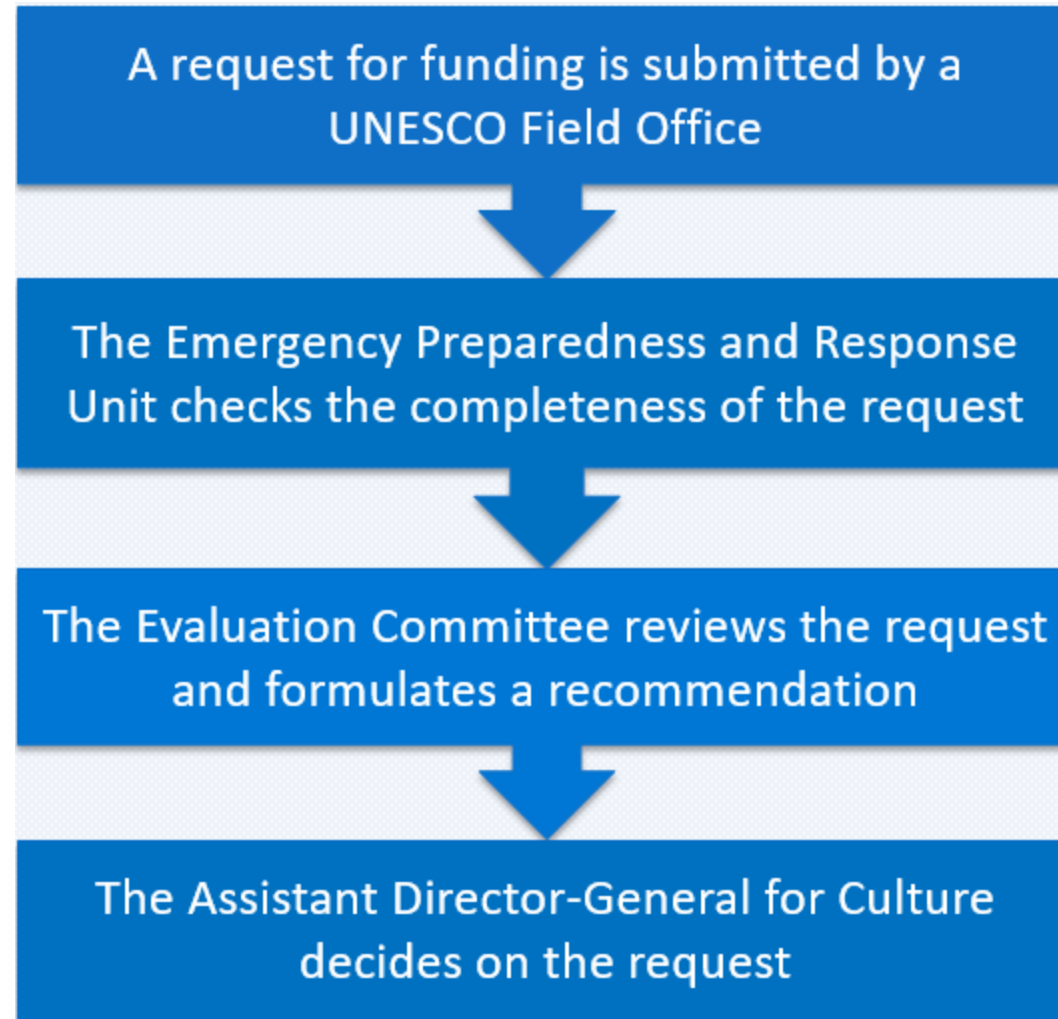 A request for funding is submitted by a
UNESCO Field Office
The Emergency Preparedness and Response
Unit checks the completeness of the request
The Evaluation Committee reviews the request
and formulates a recommendation
The Assistant Director-General for Culture
decides on the request